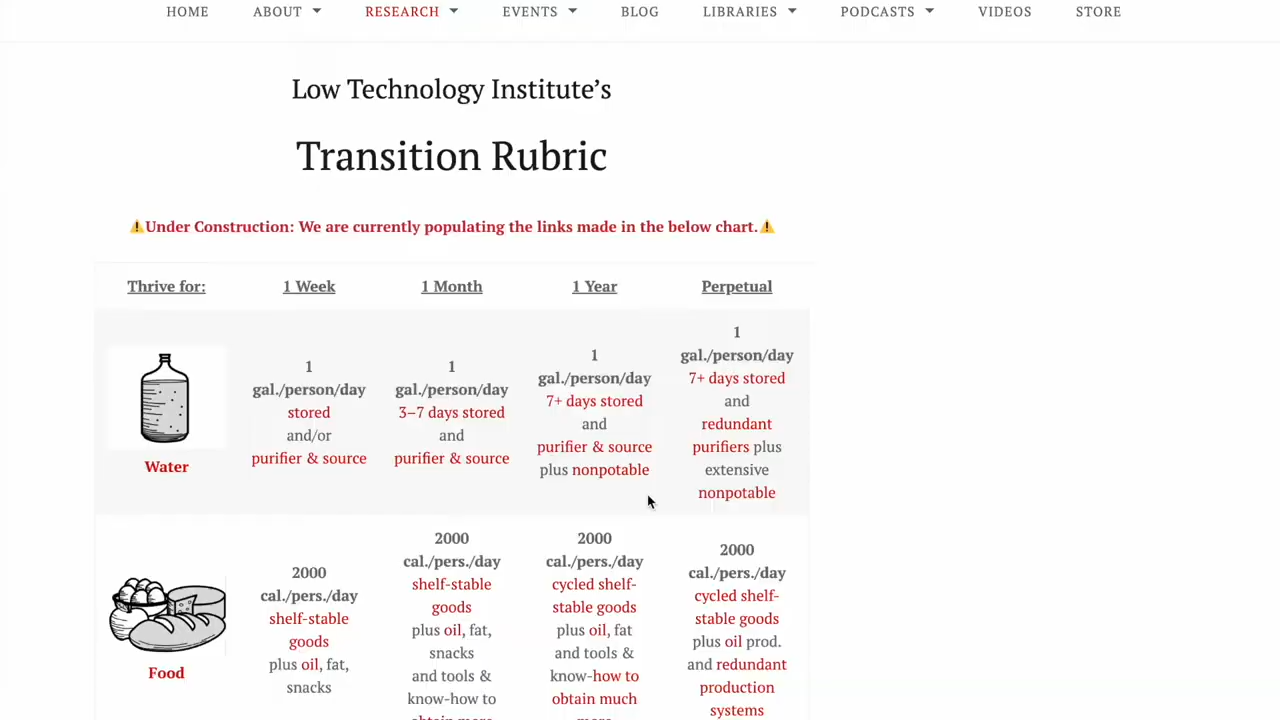 HOME ABOUT RESEARCH EVENTS BLOG LIBRARIES PODCASTS VIDEOS STORE
Low Technology Institute's
Transition Rubric
⚠️Under Construction: We are currently populating the links made in the below chart.⚠️
Thrive for: 1 Week 1 Month 1 Year Perpetual
Water
1
gal./person/day
stored
and/or
purifier & source
1
gal./person/day
3–7 days stored
and
purifier & source
1
gal./person/day
7+ days stored
and
purifier & source
plus nonpotable
1
gal./person/day
7+ days stored
and
redundant
purifiers plus
extensive
nonpotable
Food
2000
cal./pers./day
shelf-stable
goods
plus oil, fat,
snacks
2000
cal./pers./day
shelf-stable
goods
plus oil, fat,
snacks
and tools &
know-how to
obtain more
2000
cal./pers./day
cycled shelf-
stable goods
plus oil, fat
and tools &
know-how to
obtain much
more
2000
cal./pers./day
cycled shelf-
stable goods
plus oil prod.
and redundant
production
systems